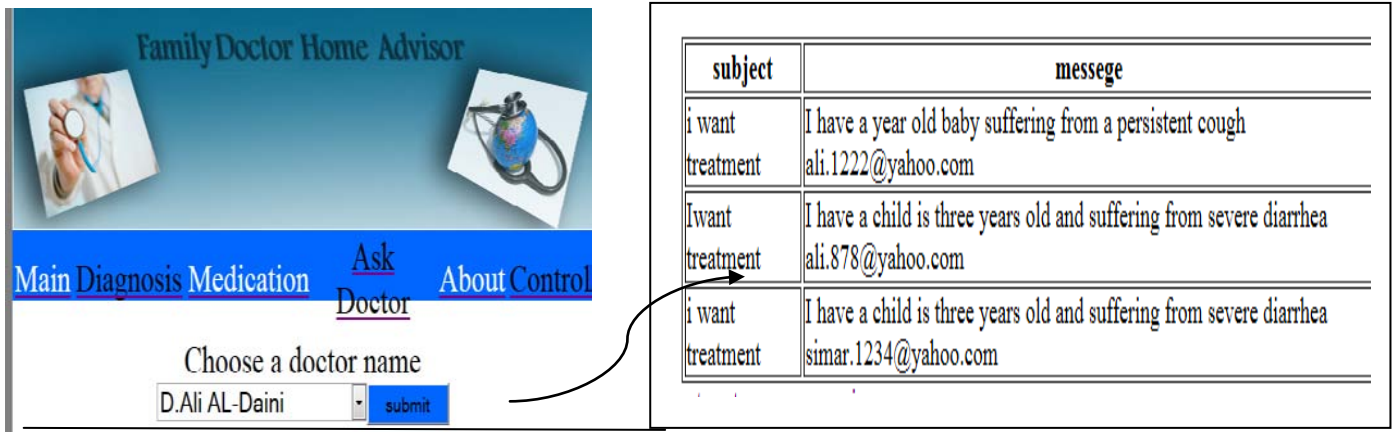 Family Doctor Home Advisor
Main Diagnosis Medication Ask Doctor About Control
Choose a doctor name
D.Ali AL-Daini submit
subject messege
i want treatment I have a year old baby suffering from a persistent cough
ali.1222@yahoo.com
Iwant treatment I have a child is three years old and suffering from severe diarrhea
ali.878@yahoo.com
i want treatment I have a child is three years old and suffering from severe diarrhea
simar.1234@yahoo.com